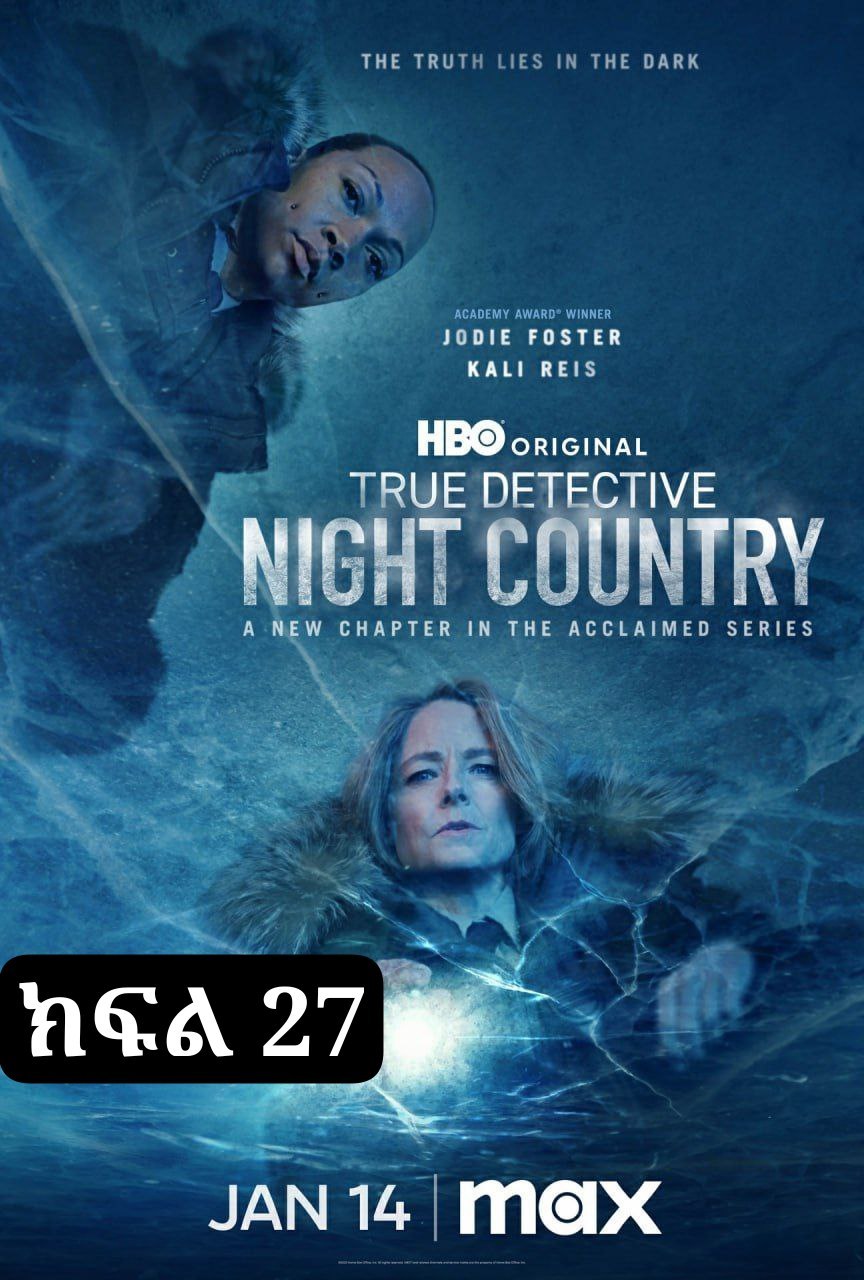 THE TRUTH LIES IN THE DARK
ACADEMY AWARD® WINNER
JODIE FOSTER
KALI REIS
HBO® ORIGINAL
TRUE DETECTIVE
NIGHT COUNTRY
A NEW CHAPTER IN THE ACCLAIMED SERIES
ክፍል 27
JAN 14 | max